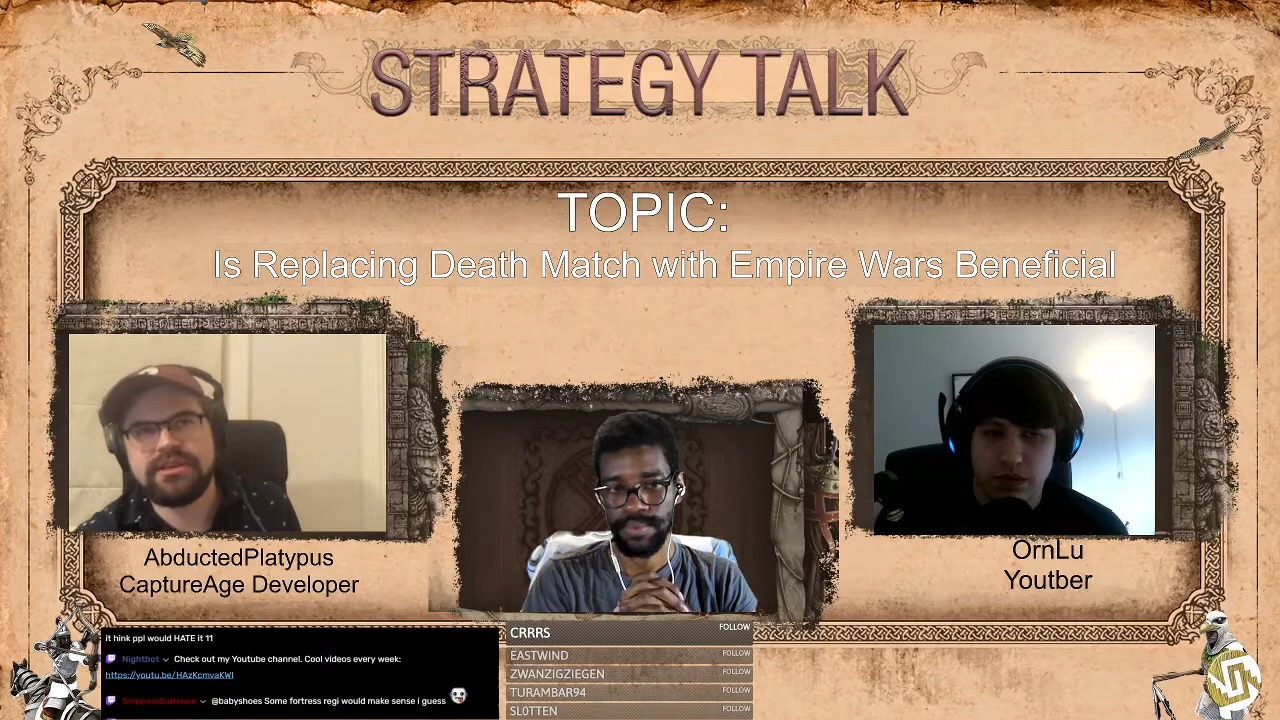 STRATEGY TALK
TOPIC:
Is Replacing Death Match with Empire Wars Beneficial
AbductedPlatypus
CaptureAge Developer
OrnLu
Youtber
it hink ppl would HATE it 11
Nightbot Check out my Youtube channel. Cool videos every week:
https://youtu.be/HAzKcmvaKWI
@babyshoes Some fortress regi would make sense i guess
CRRRS FOLLOW
EASTWIND FOLLOW
ZWANZIGZIEGEN FOLLOW
TURAMBAR94 FOLLOW
SL0TTEN FOLLOW